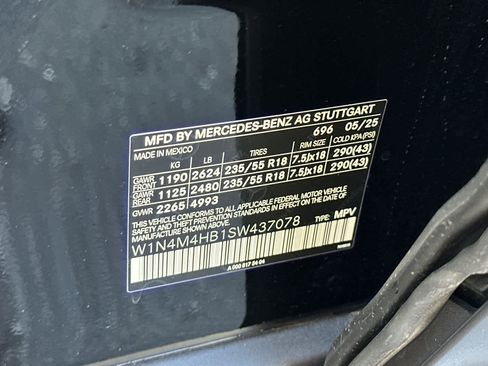 MFD BY MERCEDES-BENZ AG STUTTGART
MADE IN MEXICO 696 05/25
KG LB TIRES RIM SIZE COLD KPA(PSI)
GAWR FRONT 1190 2624 235/55 R18 7.5Jx18 290(43)
GAWR REAR 1125 2480 235/55 R18 7.5Jx18 290(43)
GVWR 2265 4993
THIS VEHICLE CONFORMS TO ALL APPLICABLE FEDERAL MOTOR VEHICLE
SAFETY AND THEFT PREVENTION STANDARDS IN
EFFECT ON THE DATE OF MANUFACTURE SHOWN
ABOVE.
W1N4M4HB1SW437078 TYPE: MPV
A 000 817 84 04